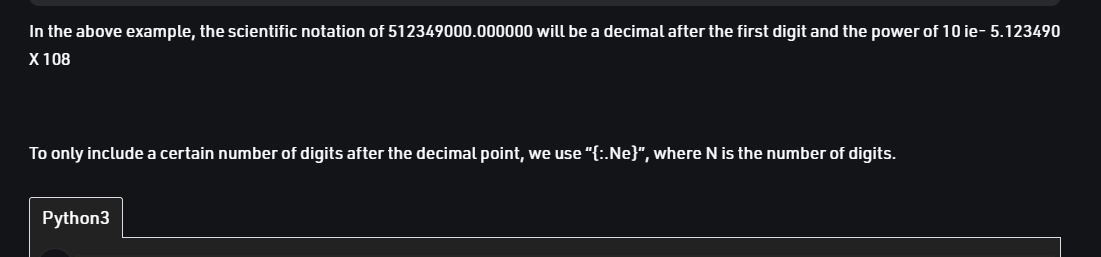 In the above example, the scientific notation of 512349000.000000 will be a decimal after the first digit and the power of 10 ie- 5.123490
X 108
To only include a certain number of digits after the decimal point, we use “{:.Ne}”, where N is the number of digits.
Python3